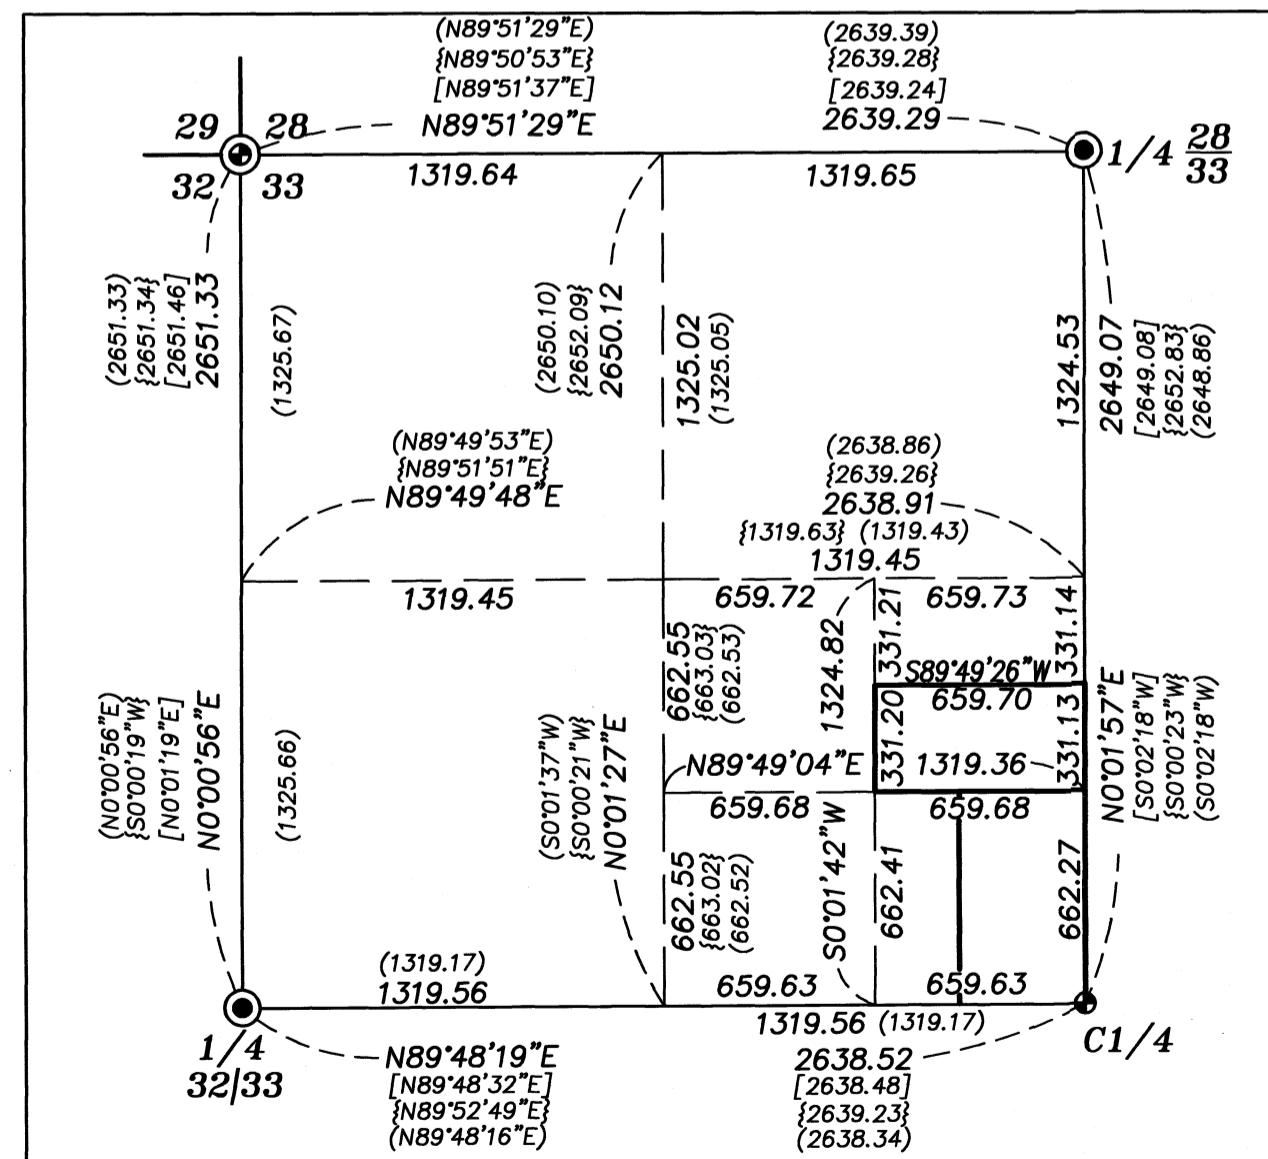 (N89°51'29"E)
{N89°50'53"E}
[N89°51'37"E]
N89°51'29"E
(2639.39)
{2639.28}
[2639.24]
2639.29
29 28
32 33
1/4 28
33
1319.64
1319.65
(2651.33)
{2651.34}
[2651.46]
2651.33
(1325.67)
(2650.10)
{2652.09}
2650.12
1325.02
(1325.05)
1324.53
2649.07
[2649.08]
{2652.83}
(2648.86)
(N89°49'53"E)
{N89°51'51"E}
N89°49'48"E
(2638.86)
{2639.26}
2638.91
{1319.63} (1319.43)
1319.45
1319.45
659.72
659.73
662.55
{663.03}
(662.53)
1324.82
331.21
331.14
S89°49'26"W
659.70
331.20
331.13
1319.36
N89°49'04"E
659.68
659.68
(N0°00'56"E)
{S0°00'19"W}
[N0°01'19"E]
N0°00'56"E
(1325.66)
(S0°01'37"W)
{S0°00'21"W}
N0°01'27"E
N0°01'57"E
[S0°02'18"W]
{S0°00'23"W}
(S0°02'18"W)
662.55
{663.02}
(662.52)
S0°01'42"W
662.41
662.27
(1319.17)
1319.56
659.63
659.63
1319.56 (1319.17)
1/4
32|33
C1/4
N89°48'19"E
[N89°48'32"E]
{N89°52'49"E}
(N89°48'16"E)
2638.52
[2638.48]
{2639.23}
(2638.34)